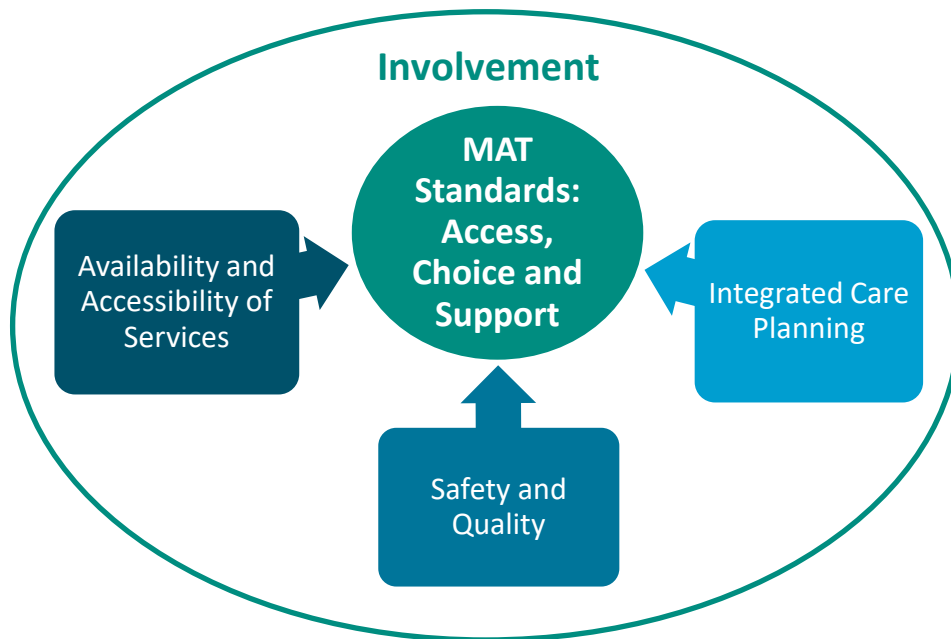 Involvement
MAT
Standards:
Access,
Choice and
Support
Availability and
Accessibility of
Services
Integrated Care
Planning
Safety and
Quality